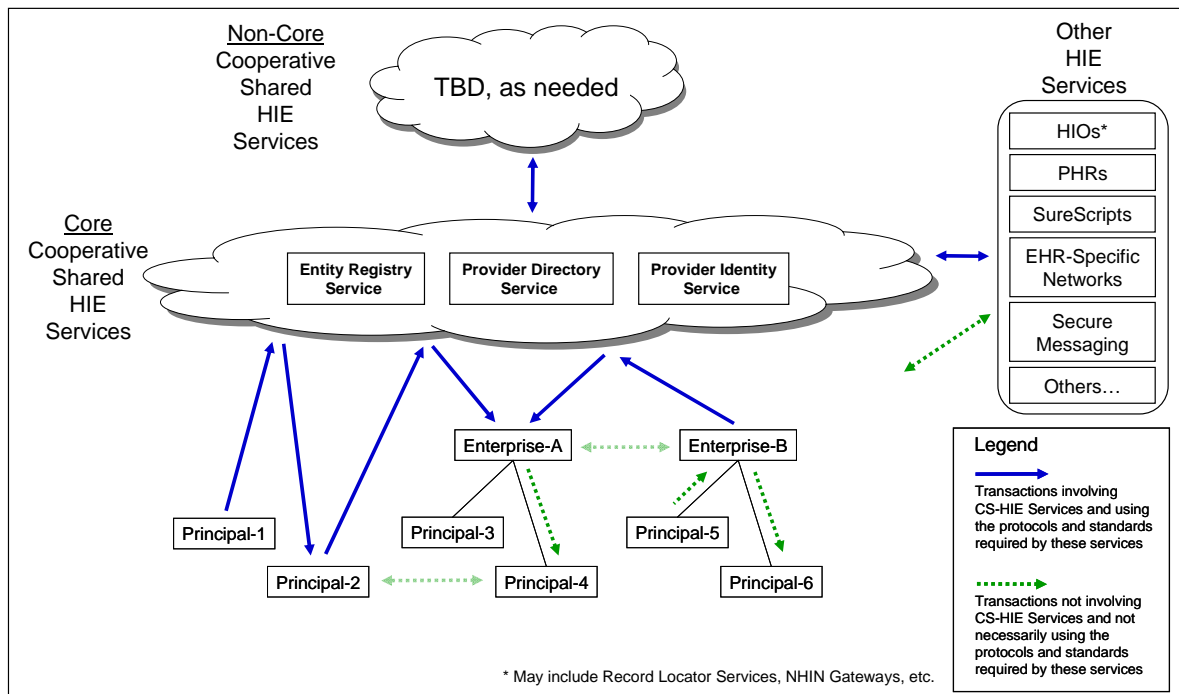 Non-Core
Cooperative
Shared
HIE
Services
TBD, as needed
Other
HIE
Services
HIOs*
PHRs
SureScripts
EHR-Specific
Networks
Secure
Messaging
Others…
Core
Cooperative
Shared
HIE
Services
Entity Registry
Service
Provider Directory
Service
Provider Identity
Service
Enterprise-A
Enterprise-B
Principal-1
Principal-3
Principal-5
Principal-2
Principal-4
Principal-6
Legend
Transactions involving
CS-HIE Services and using
the protocols and standards
required by these services
Transactions not involving
CS-HIE Services and not
necessarily using the
protocols and standards
required by these services
* May include Record Locator Services, NHIN Gateways, etc.